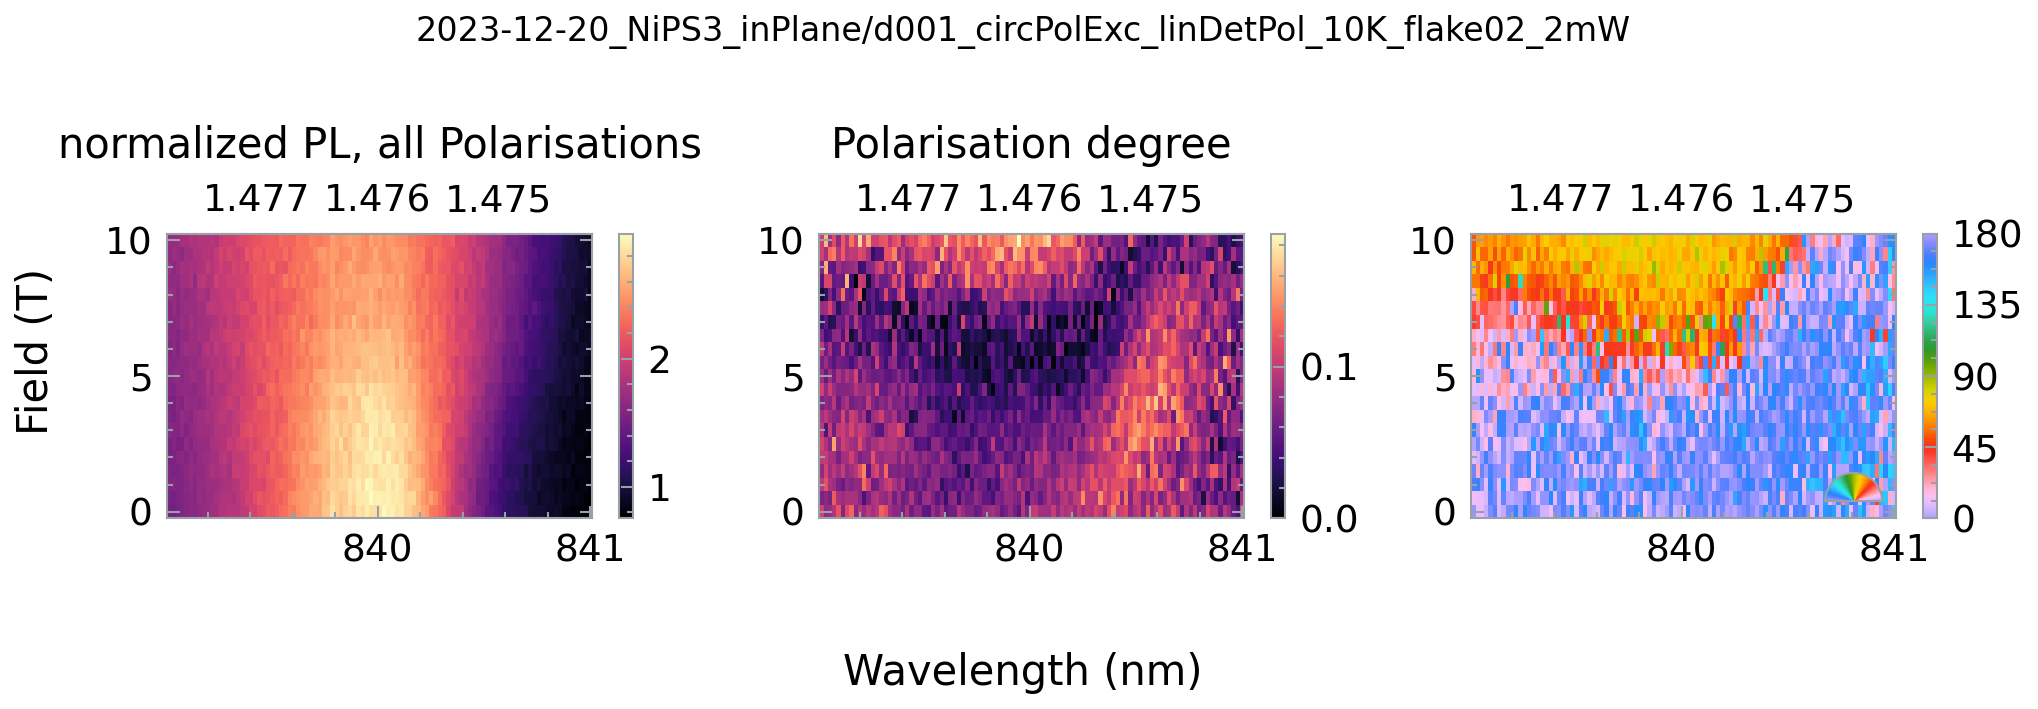 2023-12-20_NiPS3_inPlane/d001_circPolExc_linDetPol_10K_flake02_2mW
normalized PL, all Polarisations
Polarisation degree
1.477 1.476 1.475
1.477 1.476 1.475
1.477 1.476 1.475
Field (T)
10
5
0
840 841
2
1
10
5
0
840 841
0.1
0.0
10
5
0
840 841
180
135
90
45
0
Wavelength (nm)